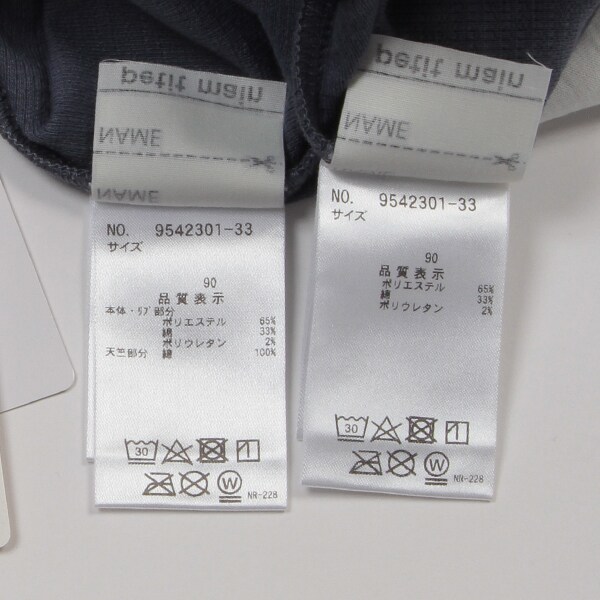 petit main
NAME
NAME
NO. 9542301-33
サイズ
90
品質表示
本体・リブ部分
ポリエステル 65%
綿 33%
ポリウレタン 2%
天竺部分 綿 100%
30
1
W
NR-228
petit main
NAME
NO. 9542301-33
サイズ
90
品質表示
ポリエステル 65%
綿 33%
ポリウレタン 2%
30
1
W
NR-228